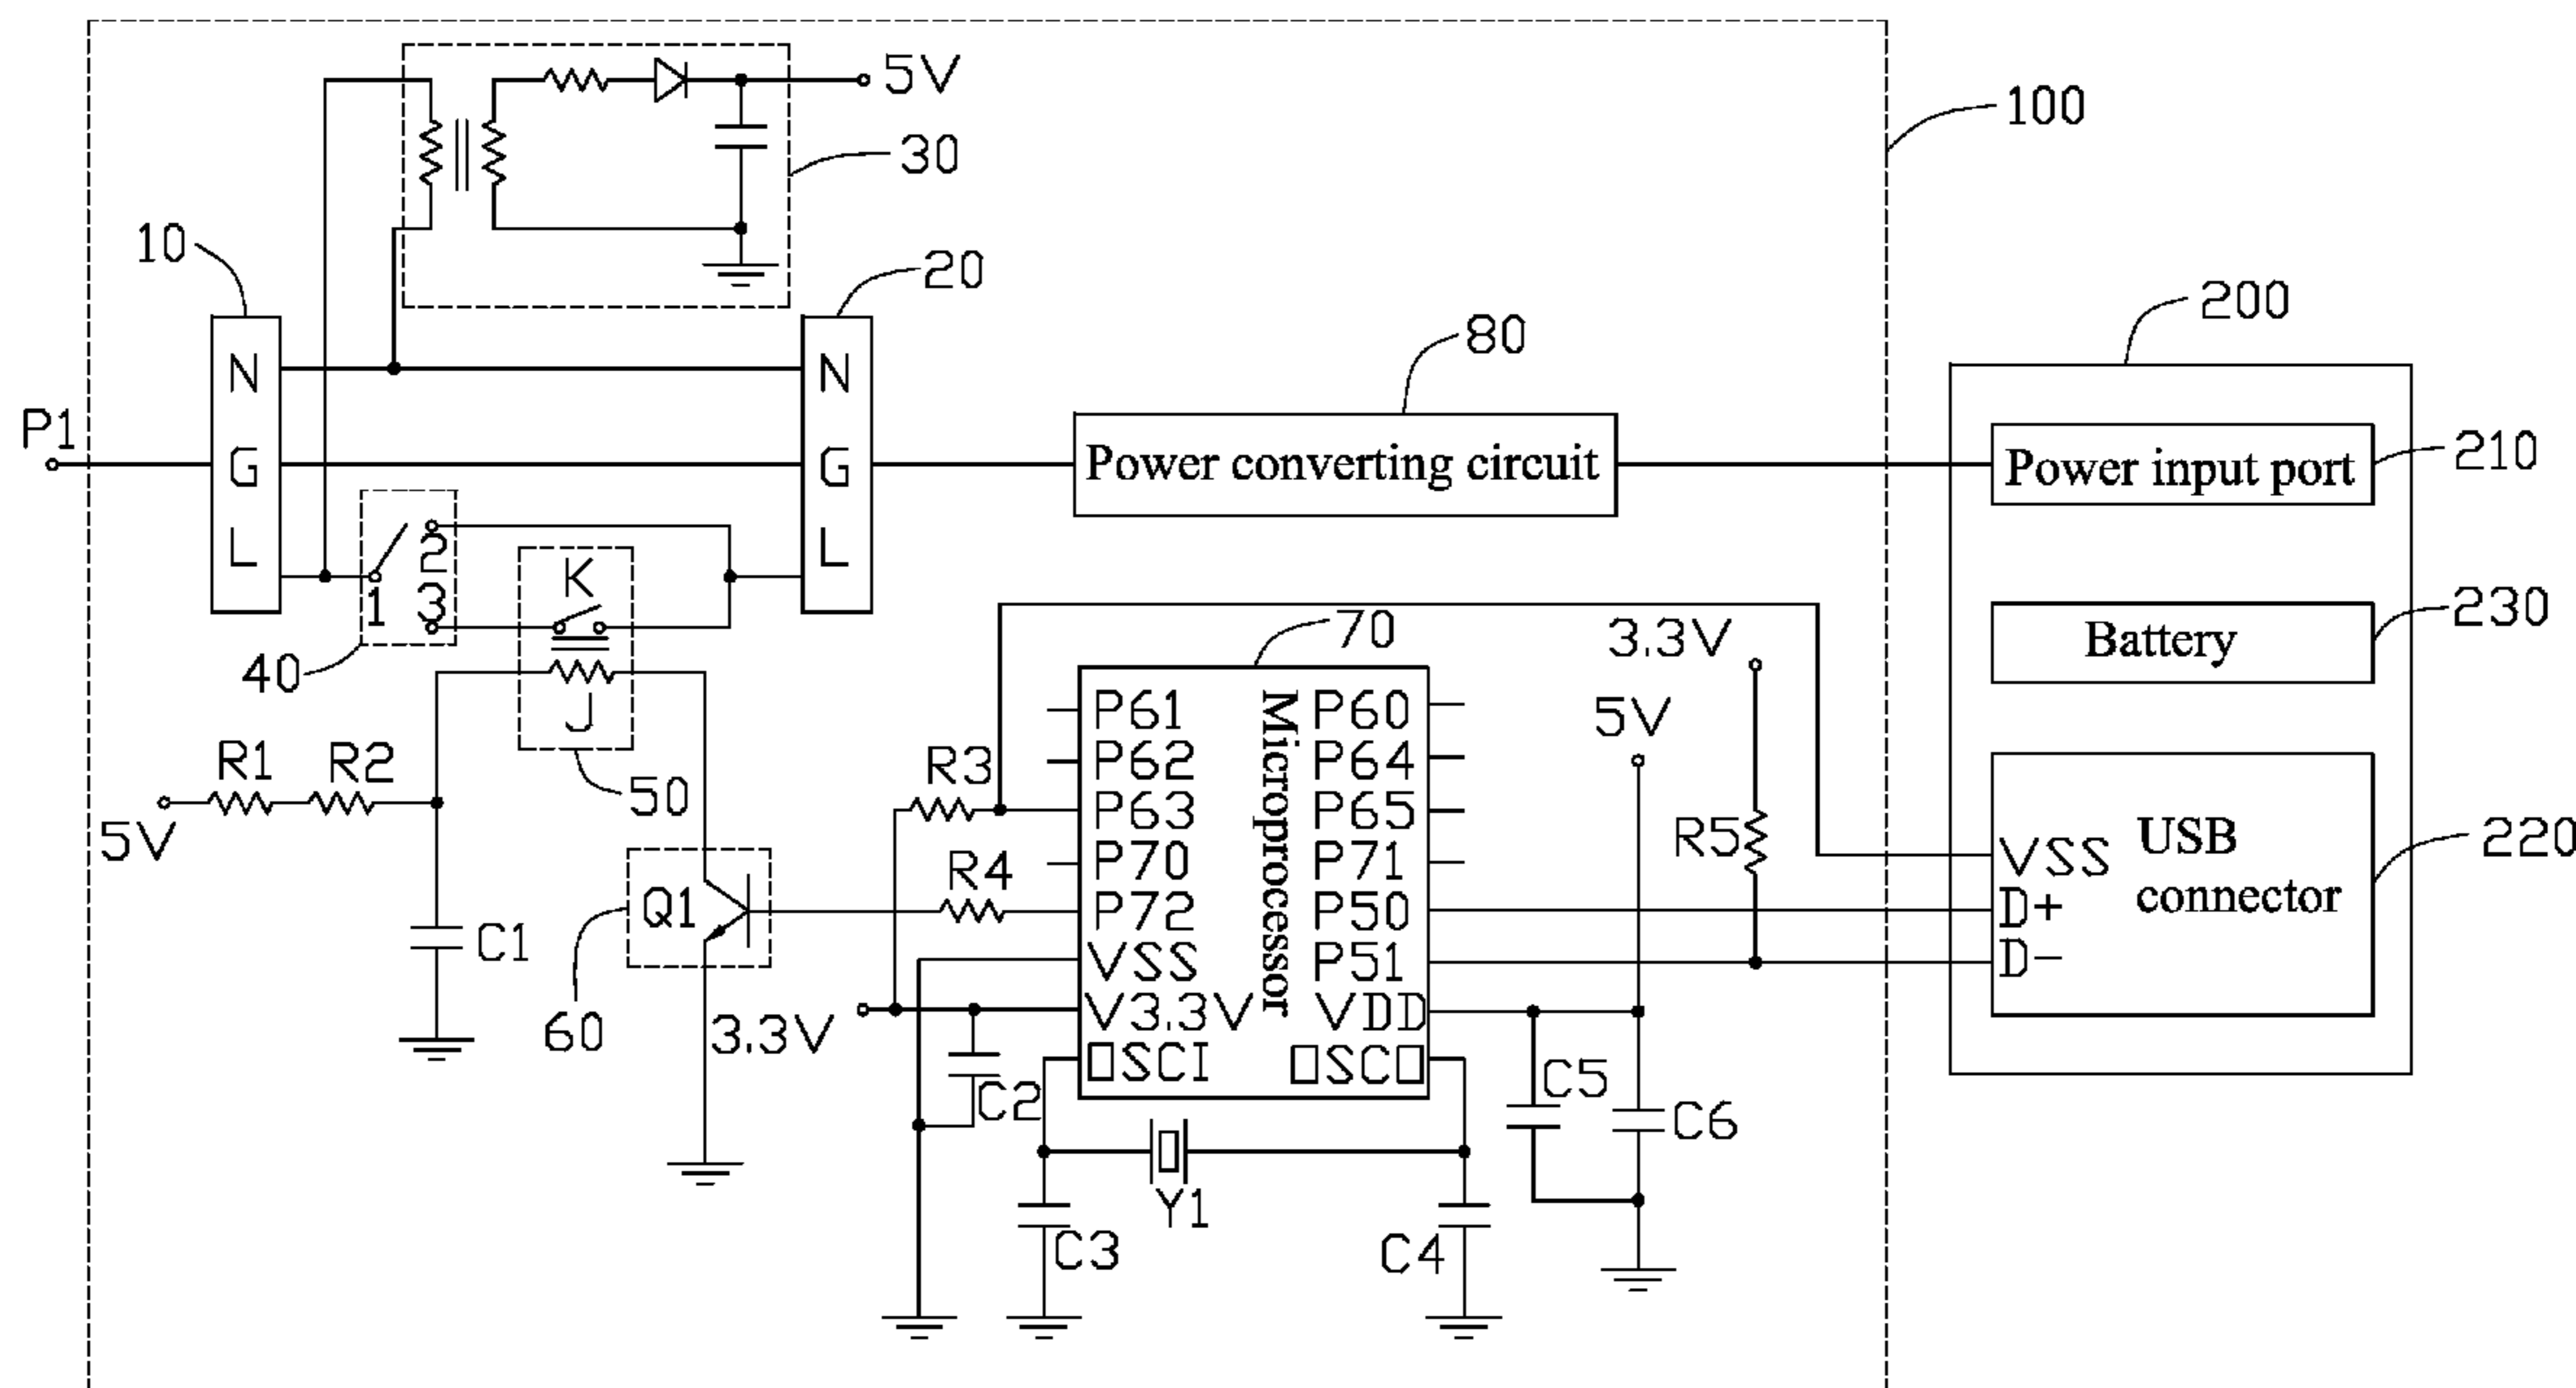 5V
100
30
10
20
200
80
N
G
L
N
G
L
P1
Power converting circuit
Power input port
210
2
1
3
K
J
40
50
70
3.3V
5V
Battery
230
5V
R1
R2
R3
R4
R5
P61
P62
P63
P70
P72
VSS
V3.3V
OSCI
Microprocessor
P60
P64
P65
P71
P50
P51
VDD
OSCO
VSS
D+
D-
USB
connector
220
Q1
60
3.3V
C1
C2
C5
C6
Y1
C3
C4